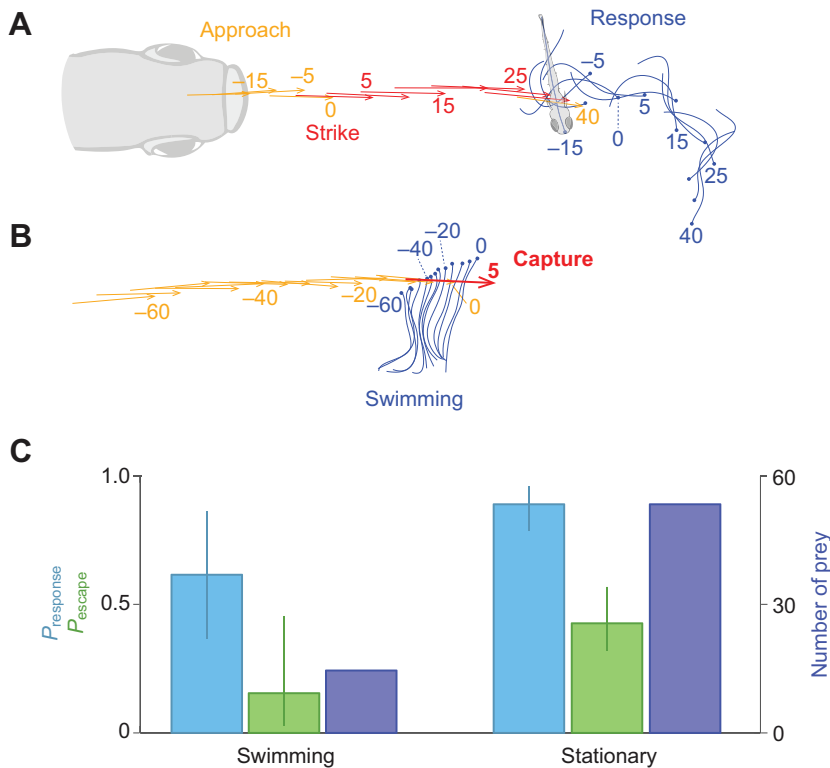 A
Approach
Response
–15
–5
0
5
Strike
15
25
40
–15
–5
0
5
15
25
40
B
–60
–40
–20
0
–60
–40
–20
0
5
Capture
Swimming
C
1.0
0.5
0
Presponse
Pescape
60
30
0
Number of prey
Swimming
Stationary